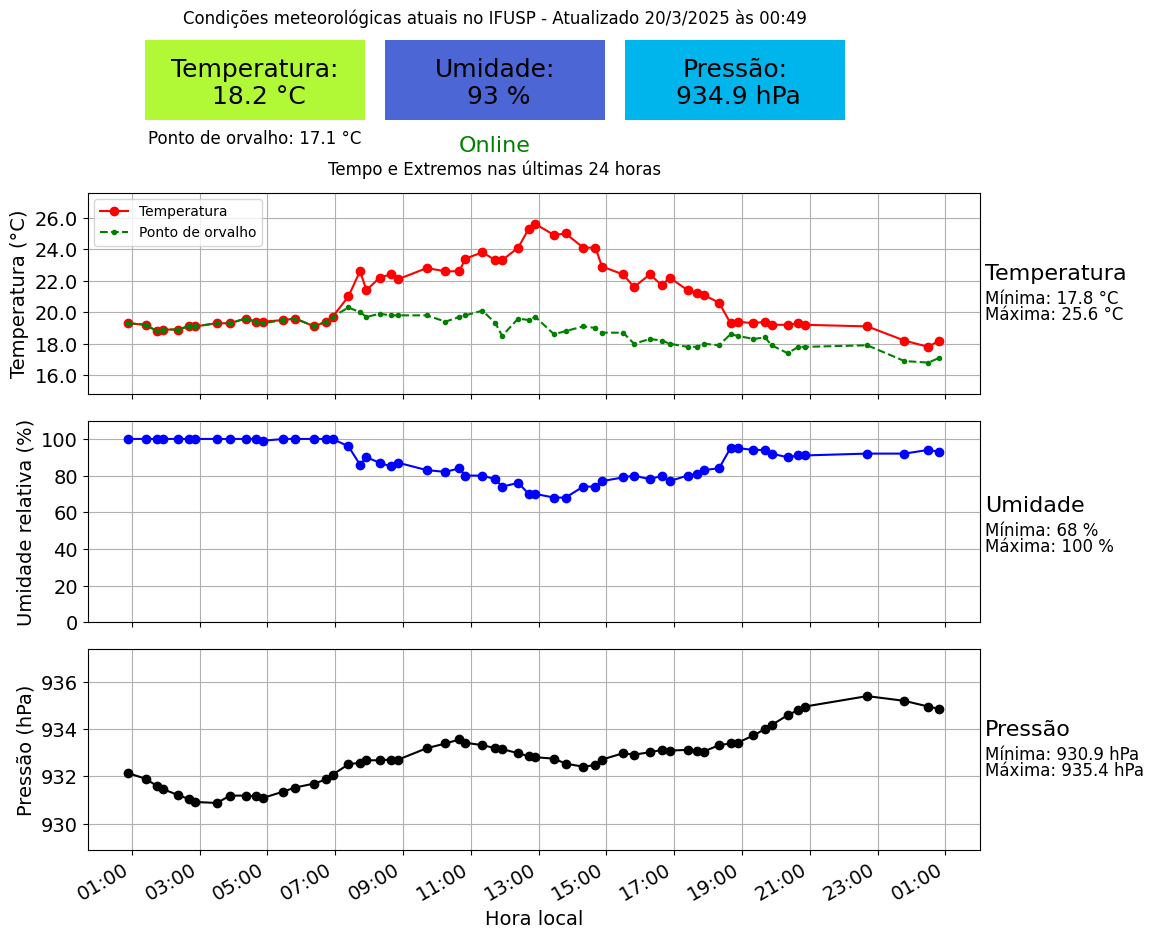 Condições meteorológicas atuais no IFUSP - Atualizado 20/3/2025 às 00:49
Temperatura:
18.2 °C
Umidade:
93 %
Pressão:
934.9 hPa
Ponto de orvalho: 17.1 °C
Online
Tempo e Extremos nas últimas 24 horas
Temperatura (°C)
26.0
24.0
22.0
20.0
18.0
16.0
Temperatura
Ponto de orvalho
Temperatura
Mínima: 17.8 °C
Máxima: 25.6 °C
Umidade relativa (%)
100
80
60
40
20
0
Umidade
Mínima: 68 %
Máxima: 100 %
Pressão (hPa)
936
934
932
930
Pressão
Mínima: 930.9 hPa
Máxima: 935.4 hPa
01:00
03:00
05:00
07:00
09:00
11:00
13:00
15:00
17:00
19:00
21:00
23:00
01:00
Hora local